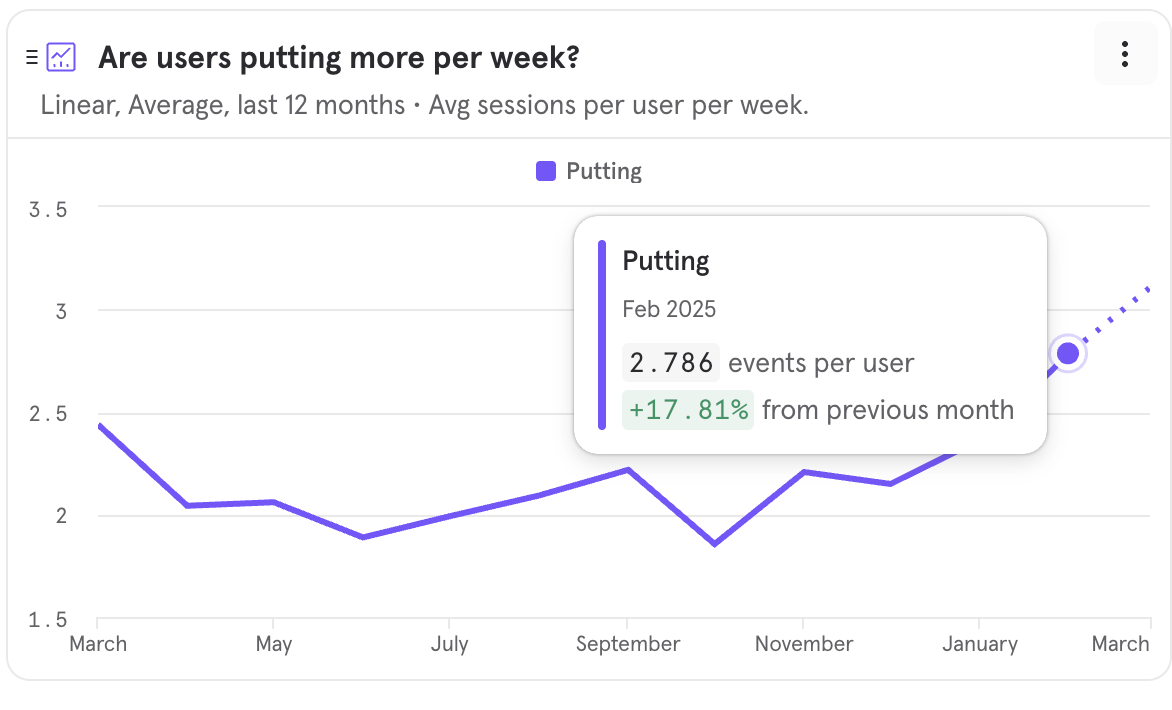 Are users putting more per week?
Linear, Average, last 12 months · Avg sessions per user per week.
Putting
3.5
3
2.5
2
1.5
Putting
Feb 2025
2.786 events per user
+17.81% from previous month
March May July September November January March